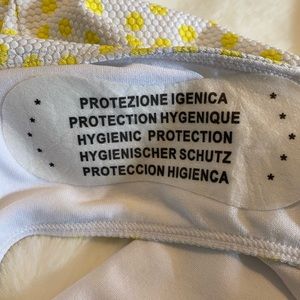 PROTEZIONE IGENICA
PROTECTION HYGENIQUE
HYGIENIC PROTECTION
HYGIENISCHER SCHUTZ
PROTECCION HIGIENCA